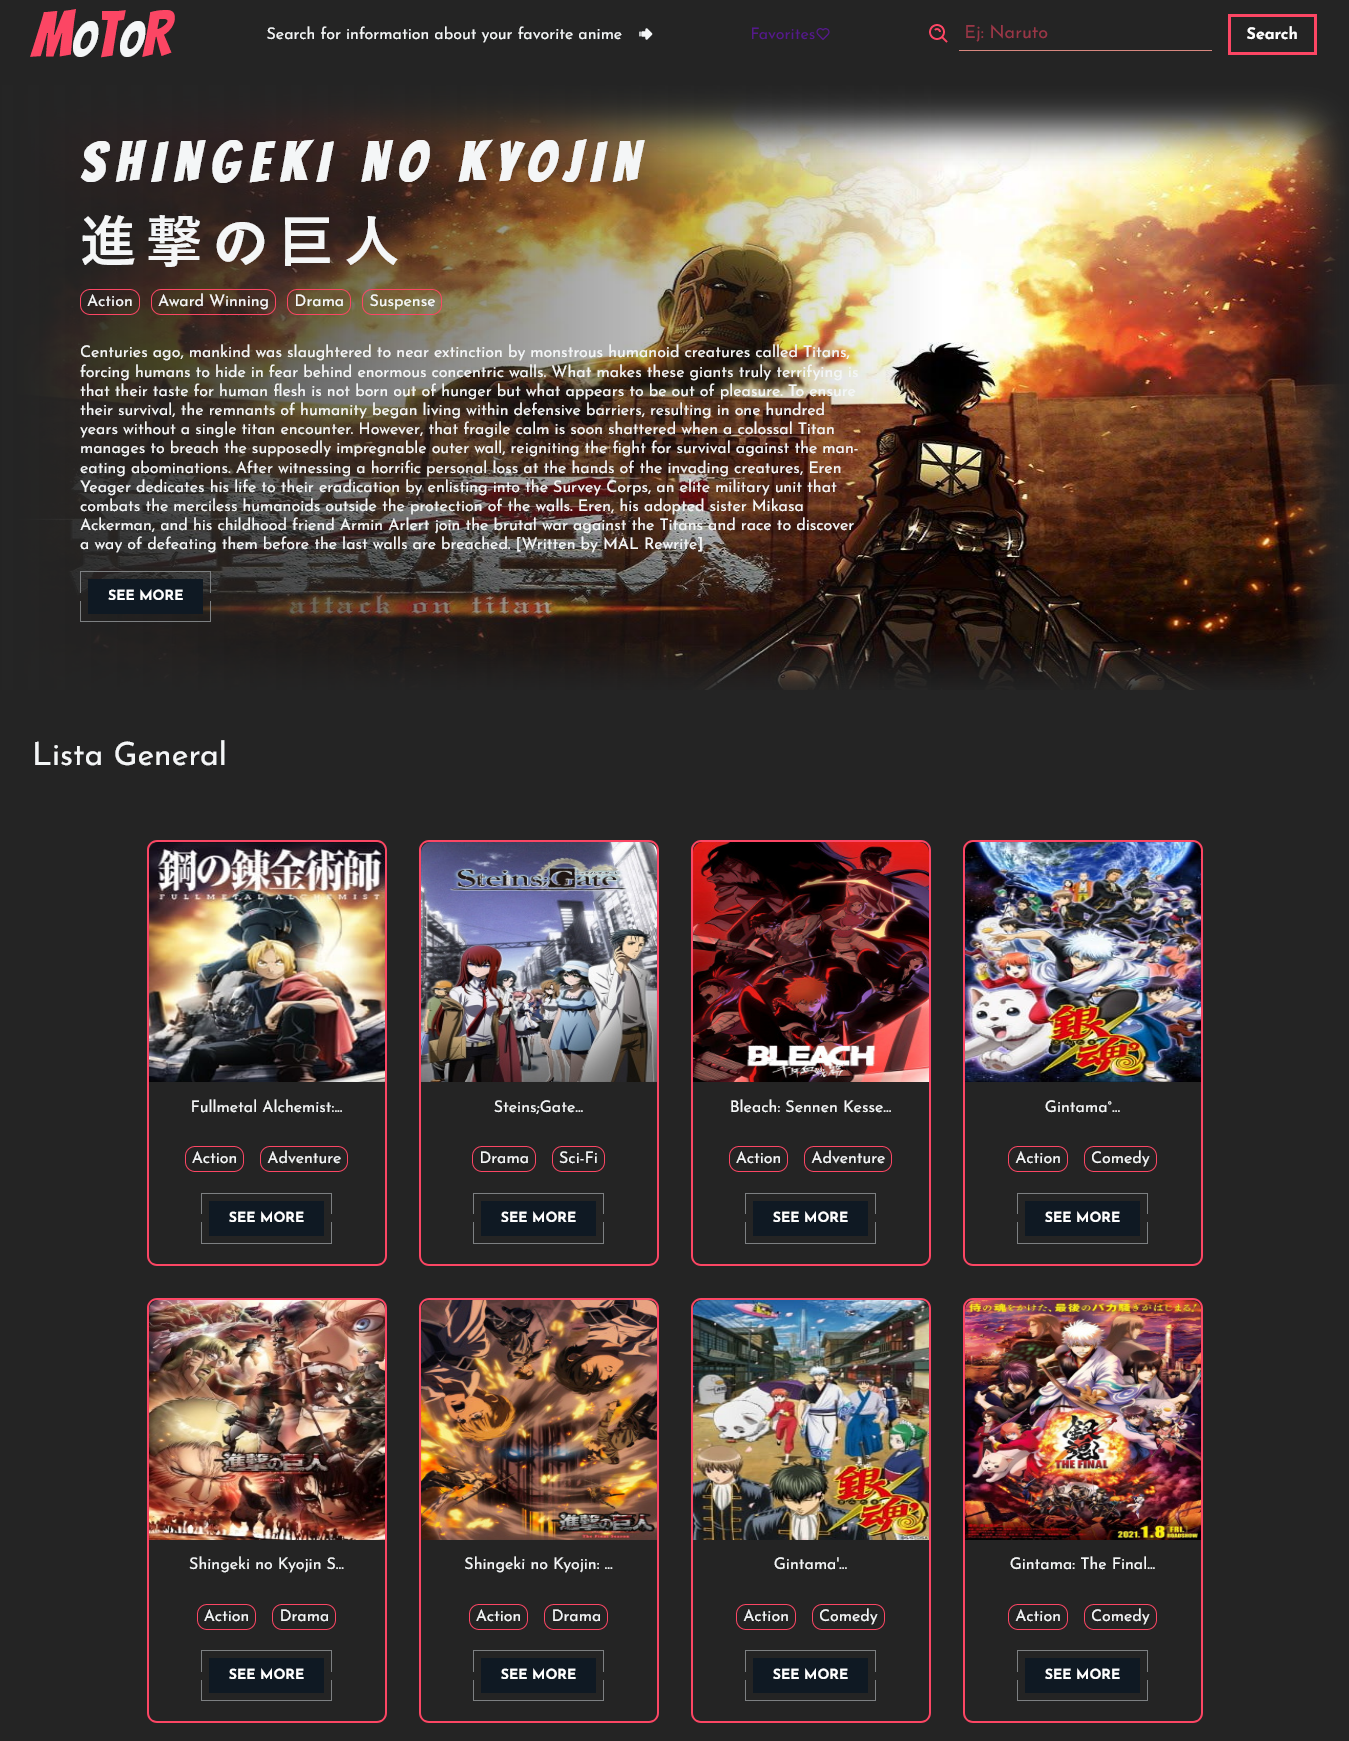 MoToR
Search for information about your favorite anime
Favorites
Ej: Naruto
Search
SHINGEKI NO KYOJIN
進撃の巨人
Action Award Winning Drama Suspense
Centuries ago, mankind was slaughtered to near extinction by monstrous humanoid creatures called Titans,
forcing humans to hide in fear behind enormous concentric walls. What makes these giants truly terrifying is
that their taste for human flesh is not born out of hunger but what appears to be out of pleasure. To ensure
their survival, the remnants of humanity began living within defensive barriers, resulting in one hundred
years without a single titan encounter. However, that fragile calm is soon shattered when a colossal Titan
manages to breach the supposedly impregnable outer wall, reigniting the fight for survival against the man-
eating abominations. After witnessing a horrific personal loss at the hands of the invading creatures, Eren
Yeager dedicates his life to their eradication by enlisting into the Survey Corps, an elite military unit that
combats the merciless humanoids outside the protection of the walls. Eren, his adopted sister Mikasa
Ackerman, and his childhood friend Armin Arlert join the brutal war against the Titans and race to discover
a way of defeating them before the last walls are breached. [Written by MAL Rewrite]
SEE MORE
attack on titan
Lista General
鋼の錬金術師
FULLMETAL ALCHEMIST
Steins;Gate
BLEACH
銀魂
Fullmetal Alchemist:...
Steins;Gate...
Bleach: Sennen Kesse...
Gintama°...
Action Adventure
Drama Sci-Fi
Action Adventure
Action Comedy
SEE MORE
SEE MORE
SEE MORE
SEE MORE
進撃の巨人
進撃の巨人
The Final Season
銀魂
侍の魂をかけた、最後のバカ騒ぎがはじまる!
銀魂
THE FINAL
2021.1.8 FRI. ROADSHOW
Shingeki no Kyojin S...
Shingeki no Kyojin: ...
Gintama'...
Gintama: The Final...
Action Drama
Action Drama
Action Comedy
Action Comedy
SEE MORE
SEE MORE
SEE MORE
SEE MORE